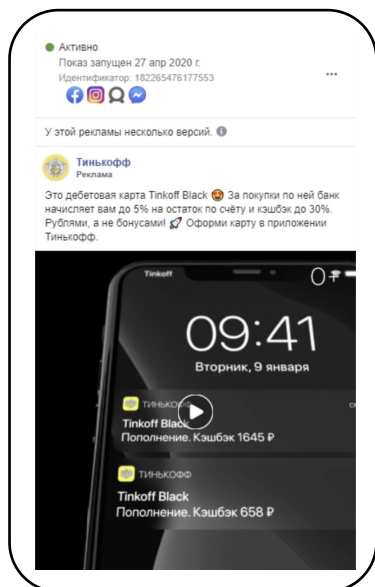 Активно
Показ запущен 27 апр 2020 г.
Идентификатор: 182265476177553
У этой рекламы несколько версий.
Тинькофф
Реклама
Это дебетовая карта Tinkoff Black 🤩 За покупки по ней банк
начисляет вам до 5% на остаток по счёту и кэшбэк до 30%.
Рублями, а не бонусами! 🚀 Оформи карту в приложении
Тинькофф.
Tinkoff
09:41
Вторник, 9 января
ТИНЬКОФФ
Tinkoff Black
Пополнение. Кэшбэк 1645 ₽
ТИНЬКОФФ
Tinkoff Black
Пополнение. Кэшбэк 658 ₽